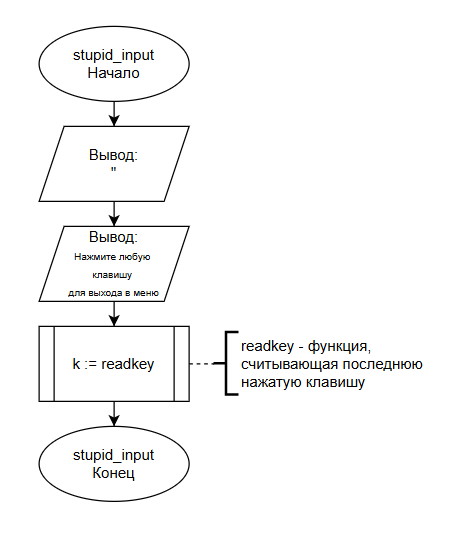 stupid_input
Начало
Вывод:
"
Вывод:
Нажмите любую
клавишу
для выхода в меню
k := readkey
readkey - функция,
считывающая последнюю
нажатую клавишу
stupid_input
Конец